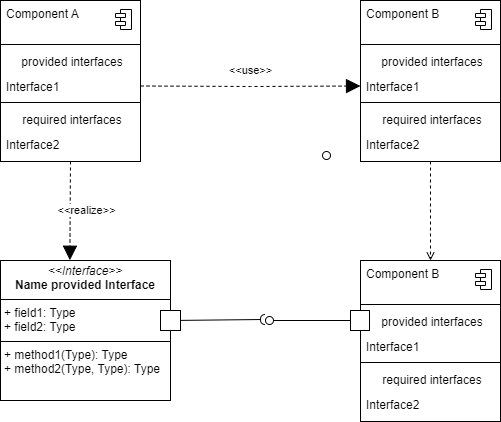 Component A
provided interfaces
Interface1
required interfaces
Interface2
<<use>>
Component B
provided interfaces
Interface1
required interfaces
Interface2
<<realize>>
<<Interface>>
Name provided Interface
+ field1: Type
+ field2: Type
+ method1(Type): Type
+ method2(Type, Type): Type
Component B
provided interfaces
Interface1
required interfaces
Interface2